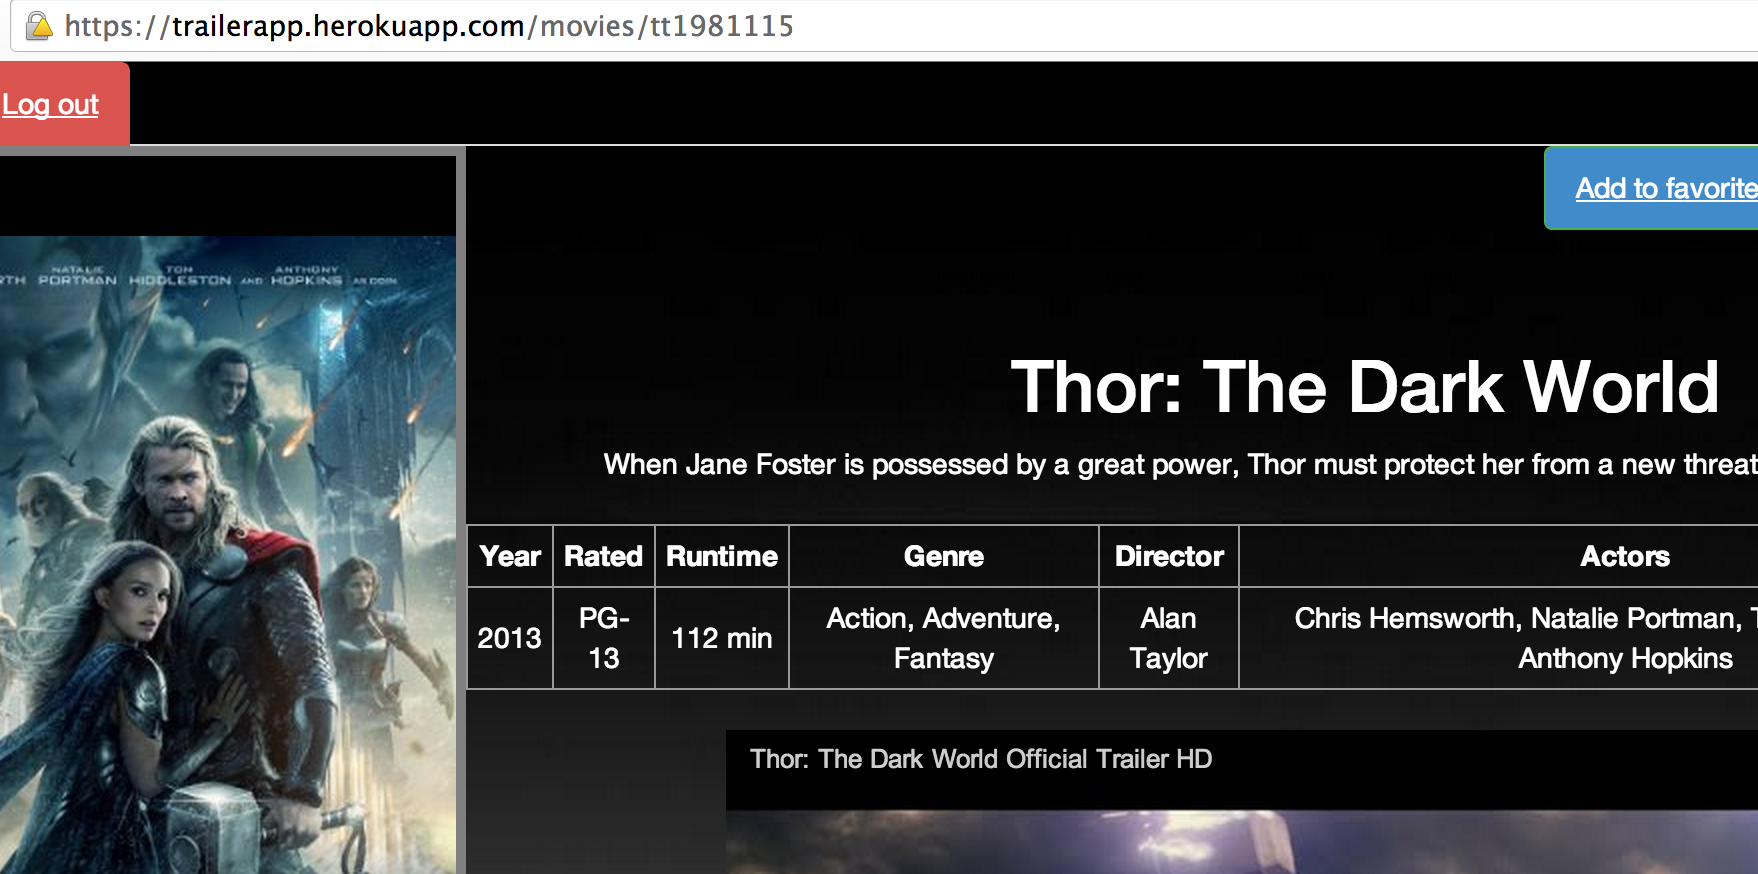 https://trailerapp.herokuapp.com/movies/tt1981115
Log out
Add to favorite
NATALIE PORTMAN TOM HIDDLESTON AND ANTHONY HOPKINS AS ODIN
Thor: The Dark World
When Jane Foster is possessed by a great power, Thor must protect her from a new threat
Year Rated Runtime Genre Director Actors
2013 PG-13 112 min Action, Adventure, Fantasy Alan Taylor Chris Hemsworth, Natalie Portman, Anthony Hopkins
Thor: The Dark World Official Trailer HD